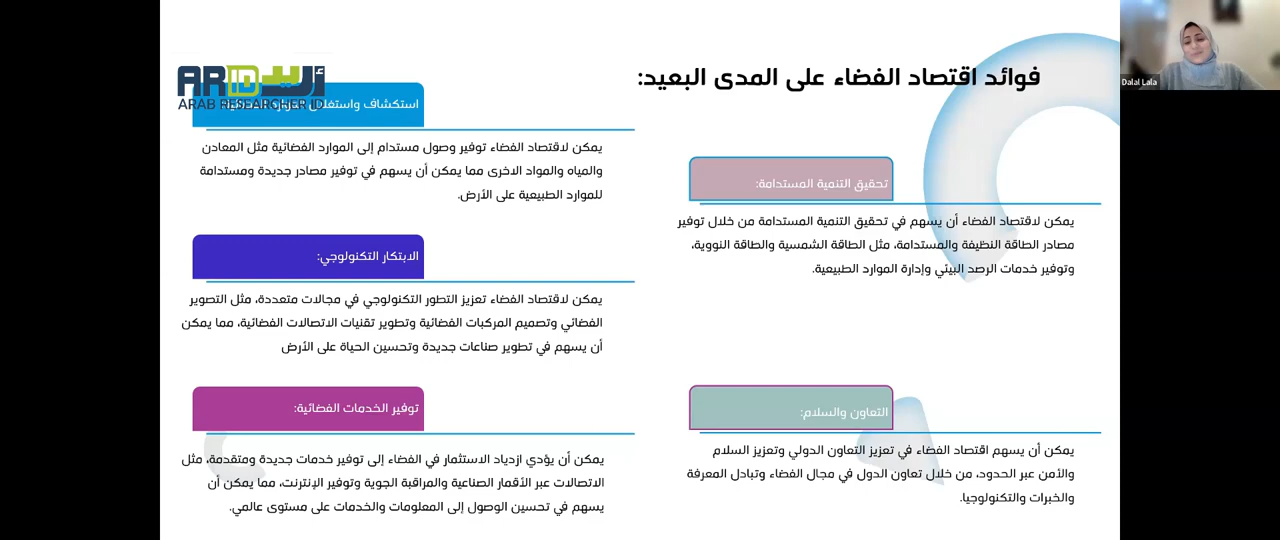 فوائد اقتصاد الفضاء على المدى البعيد:
تحقيق التنمية المستدامة:
يمكن لاقتصاد الفضاء أن يسهم في تحقيق التنمية المستدامة من خلال توفير
مصادر الطاقة النظيفة والمستدامة، مثل الطاقة الشمسية والطاقة النووية،
وتوفير خدمات الرصد البيئي وإدارة الموارد الطبيعية.
التعاون والسلام:
يمكن أن يسهم اقتصاد الفضاء في تعزيز التعاون الدولي وتعزيز السلام
والأمن عبر الحدود، من خلال تعاون الدول في مجال الفضاء وتبادل المعرفة
والخبرات والتكنولوجيا.
ARID أريد
ARAB RESEARCHER ID
استكشاف واستغلال
يمكن لاقتصاد الفضاء توفير وصول مستدام إلى الموارد الفضائية مثل المعادن
والمياه والمواد الاخرى مما يمكن أن يسهم في توفير مصادر جديدة ومستدامة
للموارد الطبيعية على الأرض.
الابتكار التكنولوجي:
يمكن لاقتصاد الفضاء تعزيز التطور التكنولوجي في مجالات متعددة، مثل التصوير
الفضائي وتصميم المركبات الفضائية وتطوير تقنيات الاتصالات الفضائية، مما يمكن
أن يسهم في تطوير صناعات جديدة وتحسين الحياة على الأرض
توفير الخدمات الفضائية:
يمكن أن يؤدي ازدياد الاستثمار في الفضاء إلى توفير خدمات جديدة ومتقدمة، مثل
الاتصالات عبر الأقمار الصناعية والمراقبة الجوية وتوفير الإنترنت، مما يمكن أن
يسهم في تحسين الوصول إلى المعلومات والخدمات على مستوى عالمي.
Dalal Lala